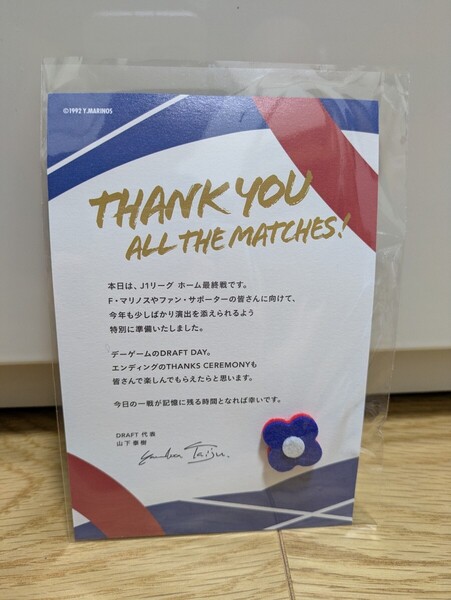 ©1992 Y.MARINOS
THANK YOU
ALL THE MATCHES!
本日は、J1リーグ ホーム最終戦です。
F・マリノスやファン・サポーターの皆さんに向けて、
今年も少しばかり演出を添えられるよう
特別に準備いたしました。
デーゲームのDRAFT DAY。
エンディングのTHANKS CEREMONYも
皆さんで楽しんでもらえたらと思います。
今日の一戦が記憶に残る時間となれば幸いです。
DRAFT 代表
山下泰樹
Taiju.